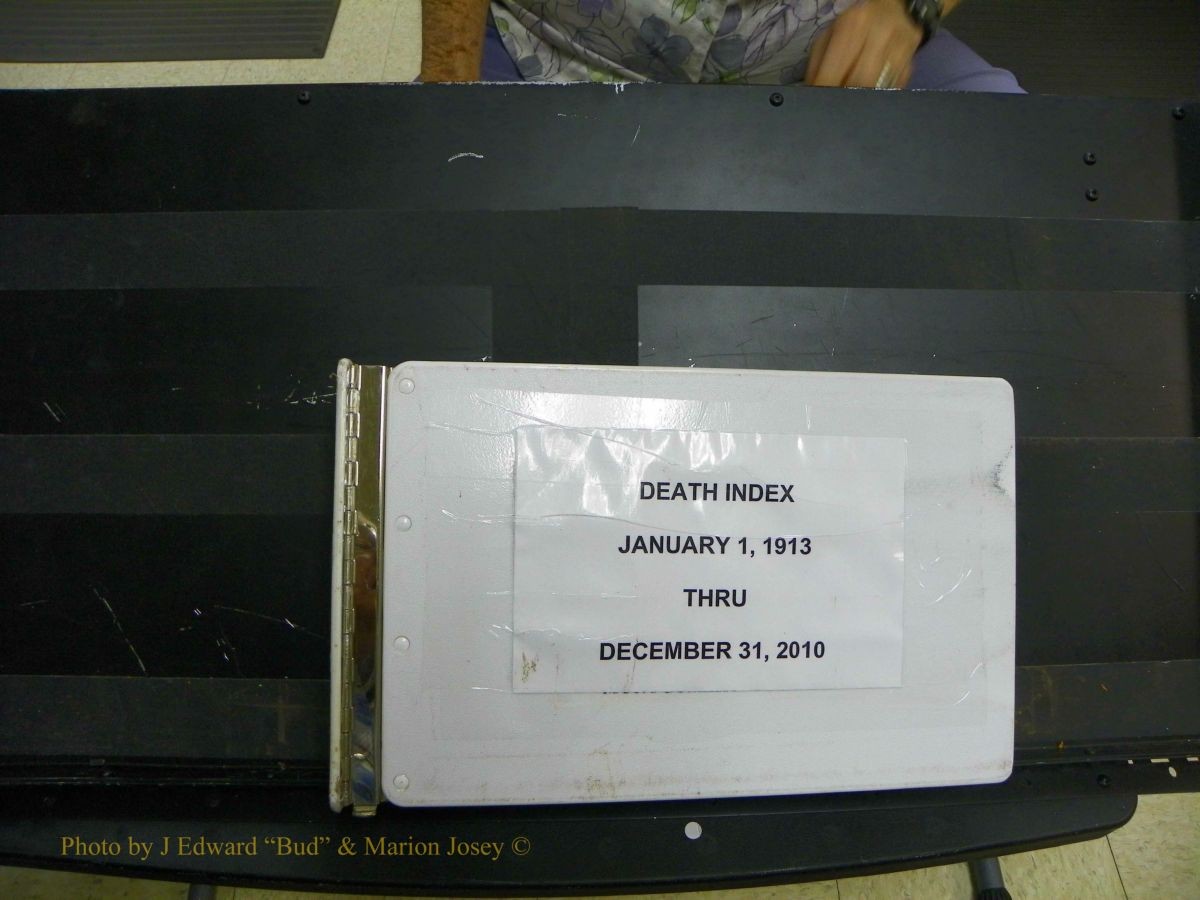 DEATH INDEX
JANUARY 1, 1913
THRU
DECEMBER 31, 2010
Photo by J Edward “Bud” & Marion Josey ©